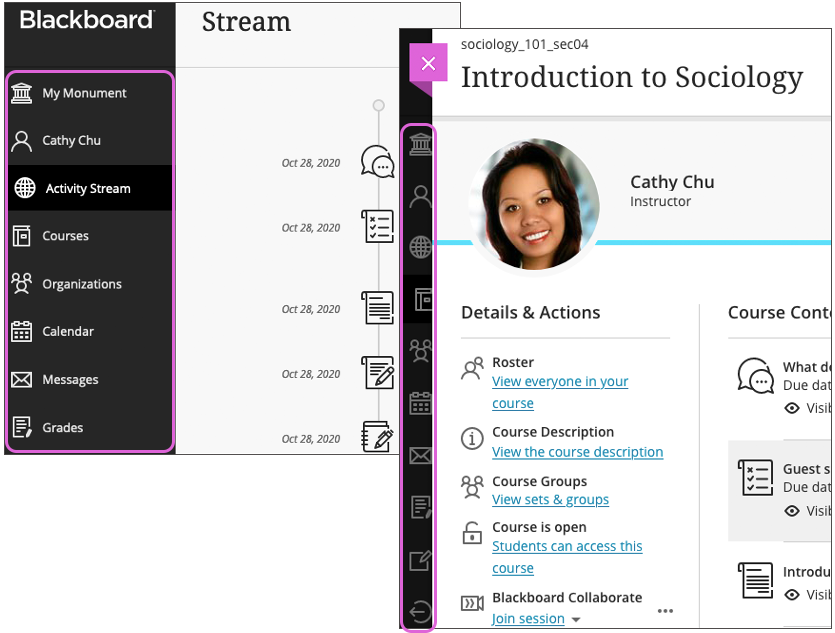 Blackboard
Stream
My Monument
Cathy Chu
Activity Stream
Courses
Organizations
Calendar
Messages
Grades
Oct 28, 2020
Oct 28, 2020
Oct 28, 2020
Oct 28, 2020
Oct 28, 2020
sociology_101_sec04
Introduction to Sociology
Cathy Chu
Instructor
Details & Actions
Roster
View everyone in your
course
Course Description
View the course description
Course Groups
View sets & groups
Course is open
Students can access this
course
Blackboard Collaborate
Join session
Course Conte
What de
Due dat
Visib
Guest s
Due dat
Visib
Introdu
Visib